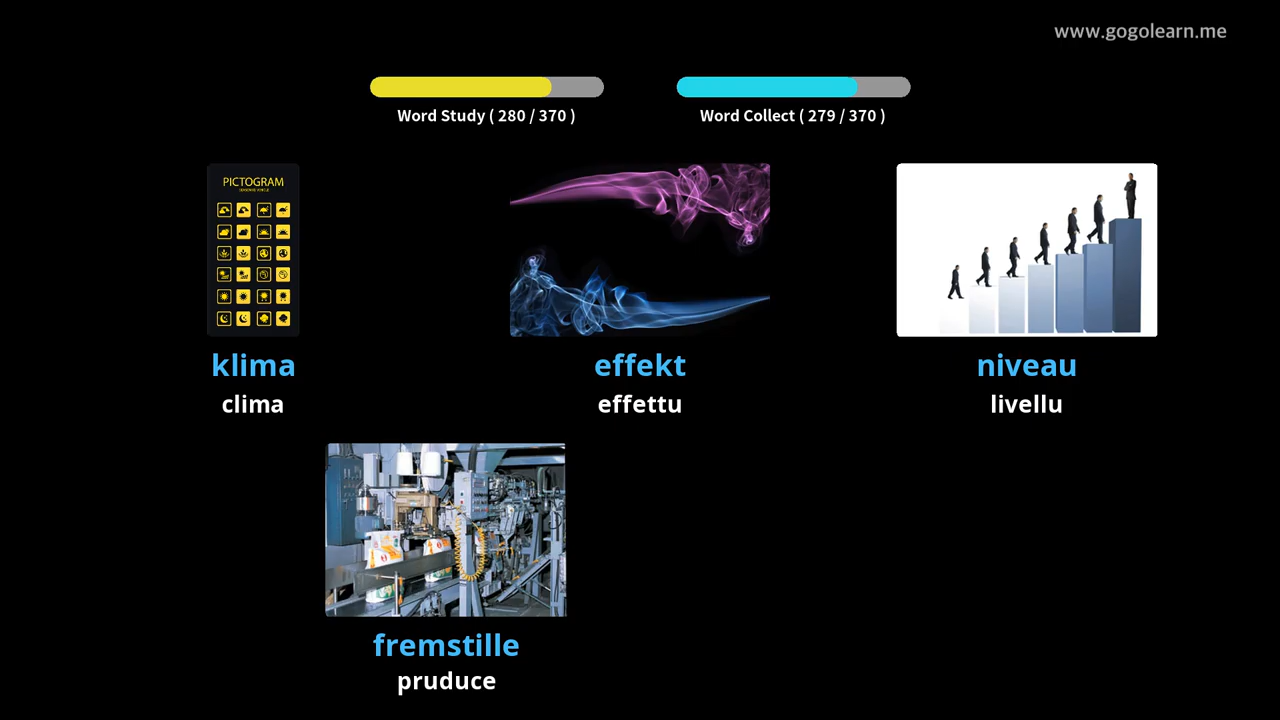 www.gogolearn.me
Word Study ( 280 / 370 )
Word Collect ( 279 / 370 )
PICTOGRAM
klima
effekt
niveau
clima
effettu
livellu
fremstille
pruduce